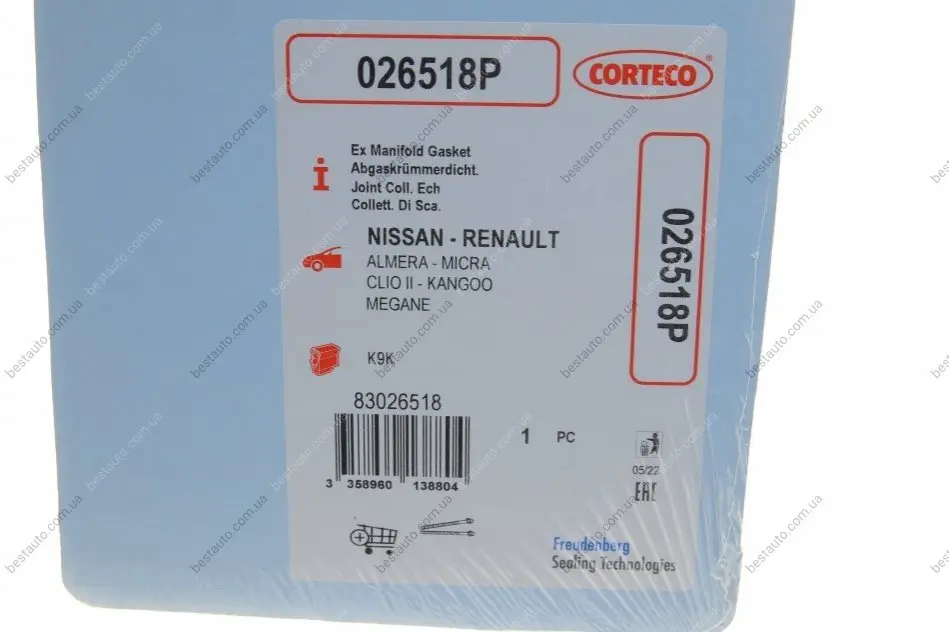 026518P
CORTECO®
Ex Manifold Gasket
Abgaskrümmerdicht.
Joint Coll. Ech
Collett. Di Sca.
NISSAN - RENAULT
ALMERA - MICRA
CLIO II - KANGOO
MEGANE
026518P
K9K
83026518
1 PC
3 358960 138804
05/22
EAC
Freudenberg
Sealing Technologies
bestauto.com.ua